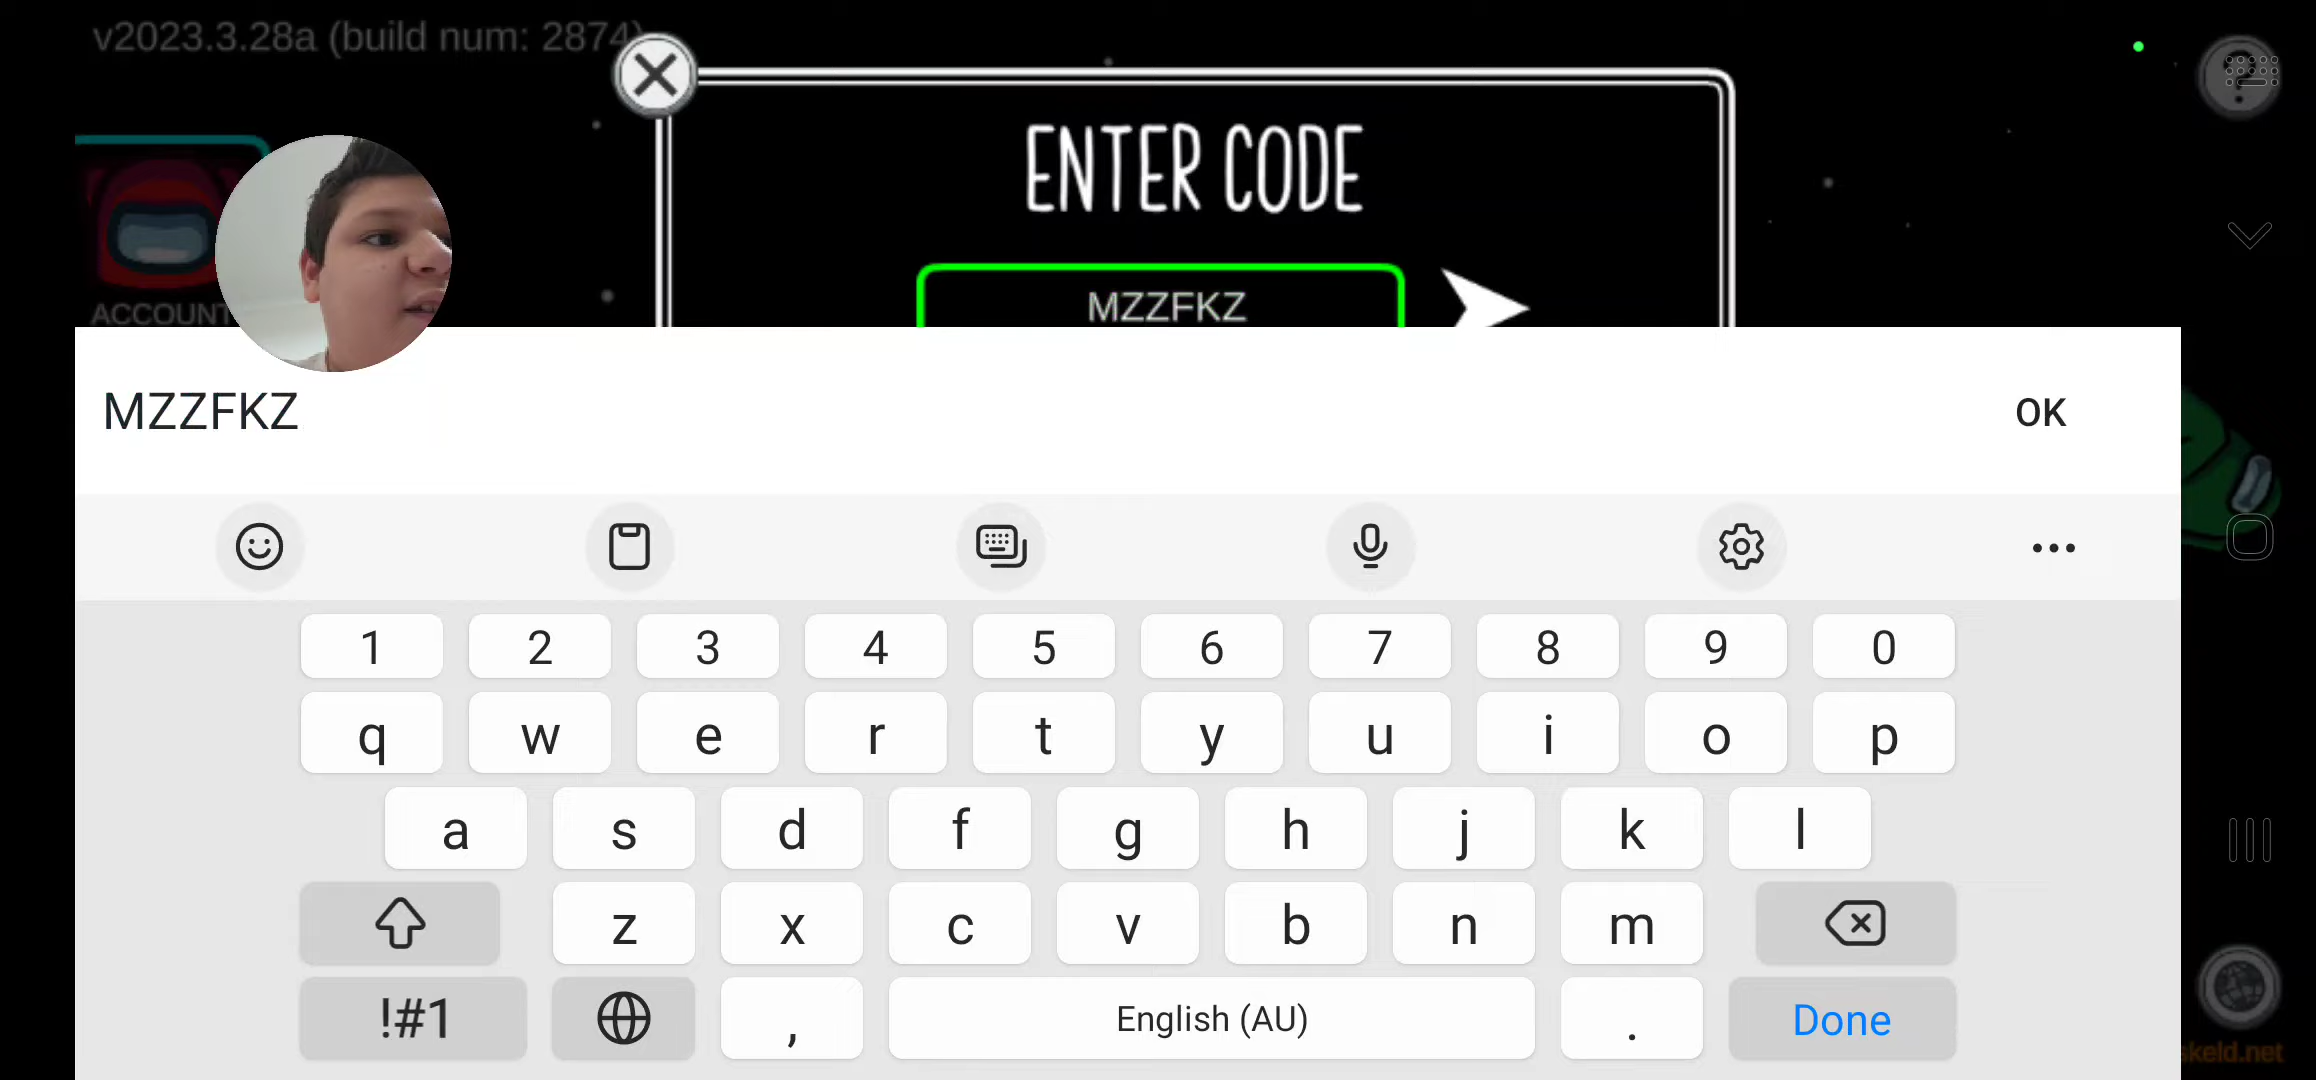 v2023.3.28a (build num: 2874)
ENTER CODE
ACCOUNT
MZZFKZ
MZZFKZ
OK
1 2 3 4 5 6 7 8 9 0
q w e r t y u i o p
a s d f g h j k l
z x c v b n m
!#1 , English (AU) . Done
skeld.net